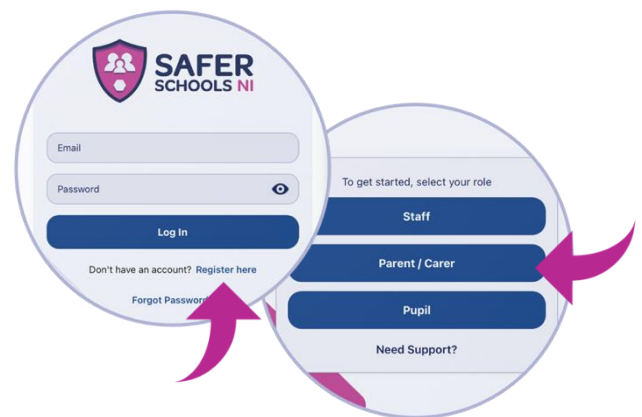 SAFER
SCHOOLS NI
Email
Password
Log In
Don't have an account? Register here
Forgot Password
To get started, select your role
Staff
Parent / Carer
Pupil
Need Support?